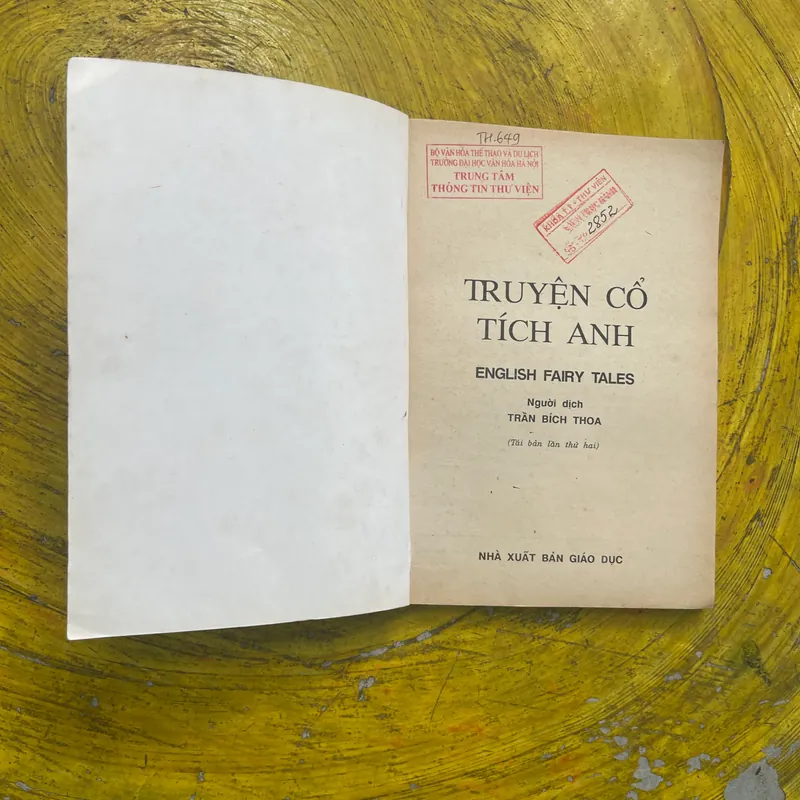 TH.649
BỘ VĂN HÓA THỂ THAO VÀ DU LỊCH
TRƯỜNG ĐẠI HỌC VĂN HÓA HÀ NỘI
TRUNG TÂM
THÔNG TIN THƯ VIỆN
THƯ VIỆN
2852
TRUYỆN CỔ
TÍCH ANH
ENGLISH FAIRY TALES
Người dịch
TRẦN BÍCH THOA
(Tái bản lần thứ hai)
NHÀ XUẤT BẢN GIÁO DỤC